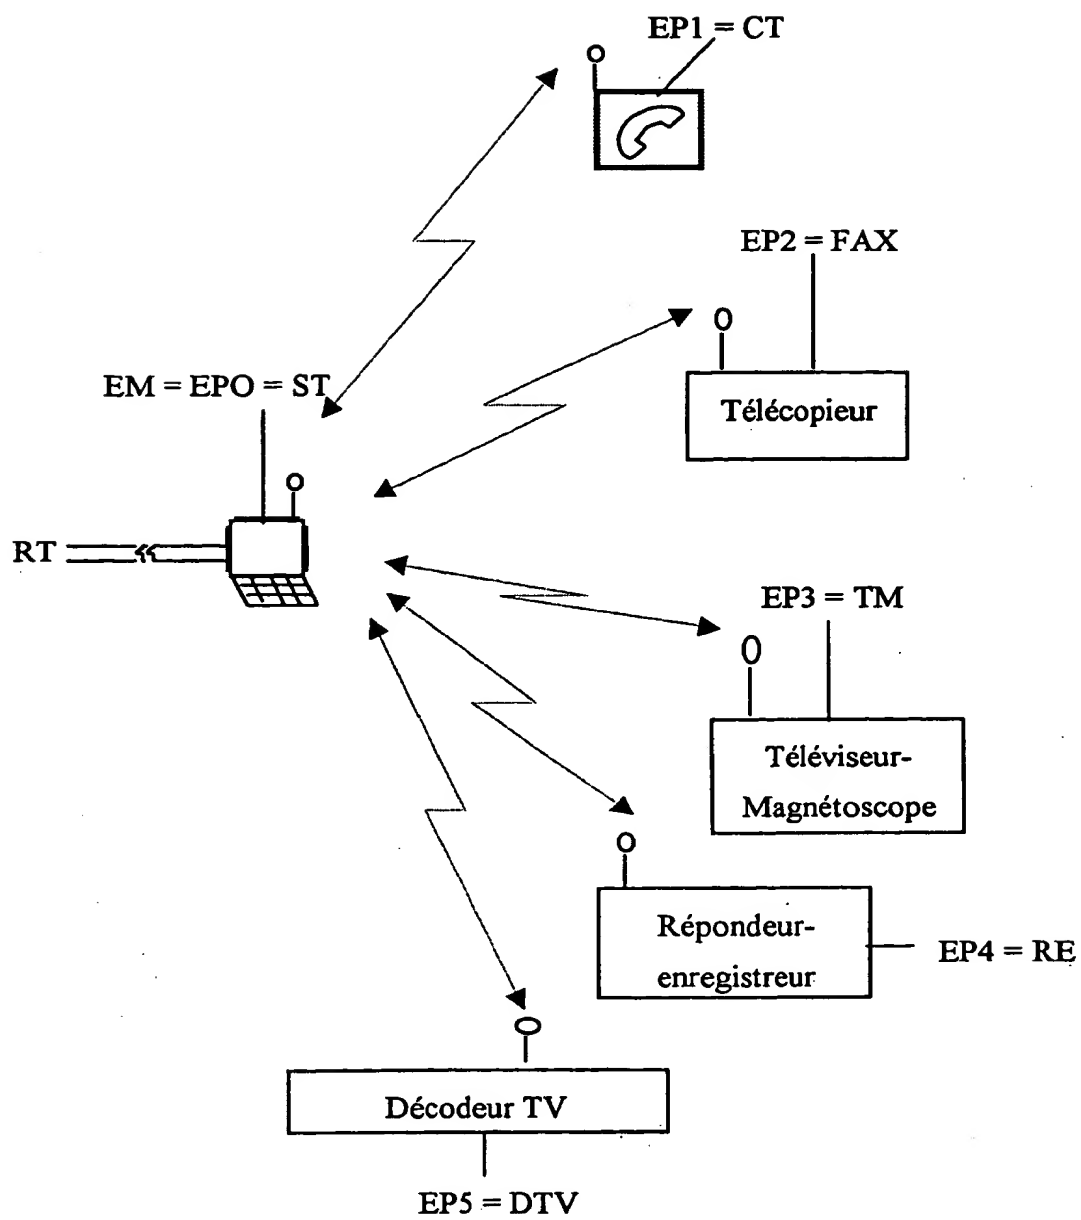 EP1 = CT
EP2 = FAX
EM = EPO = ST
Télécopieur
RT
EP3 = TM
Téléviseur-
Magnétoscope
Répondeur-
enregistreur
EP4 = RE
Décodeur TV
EP5 = DTV